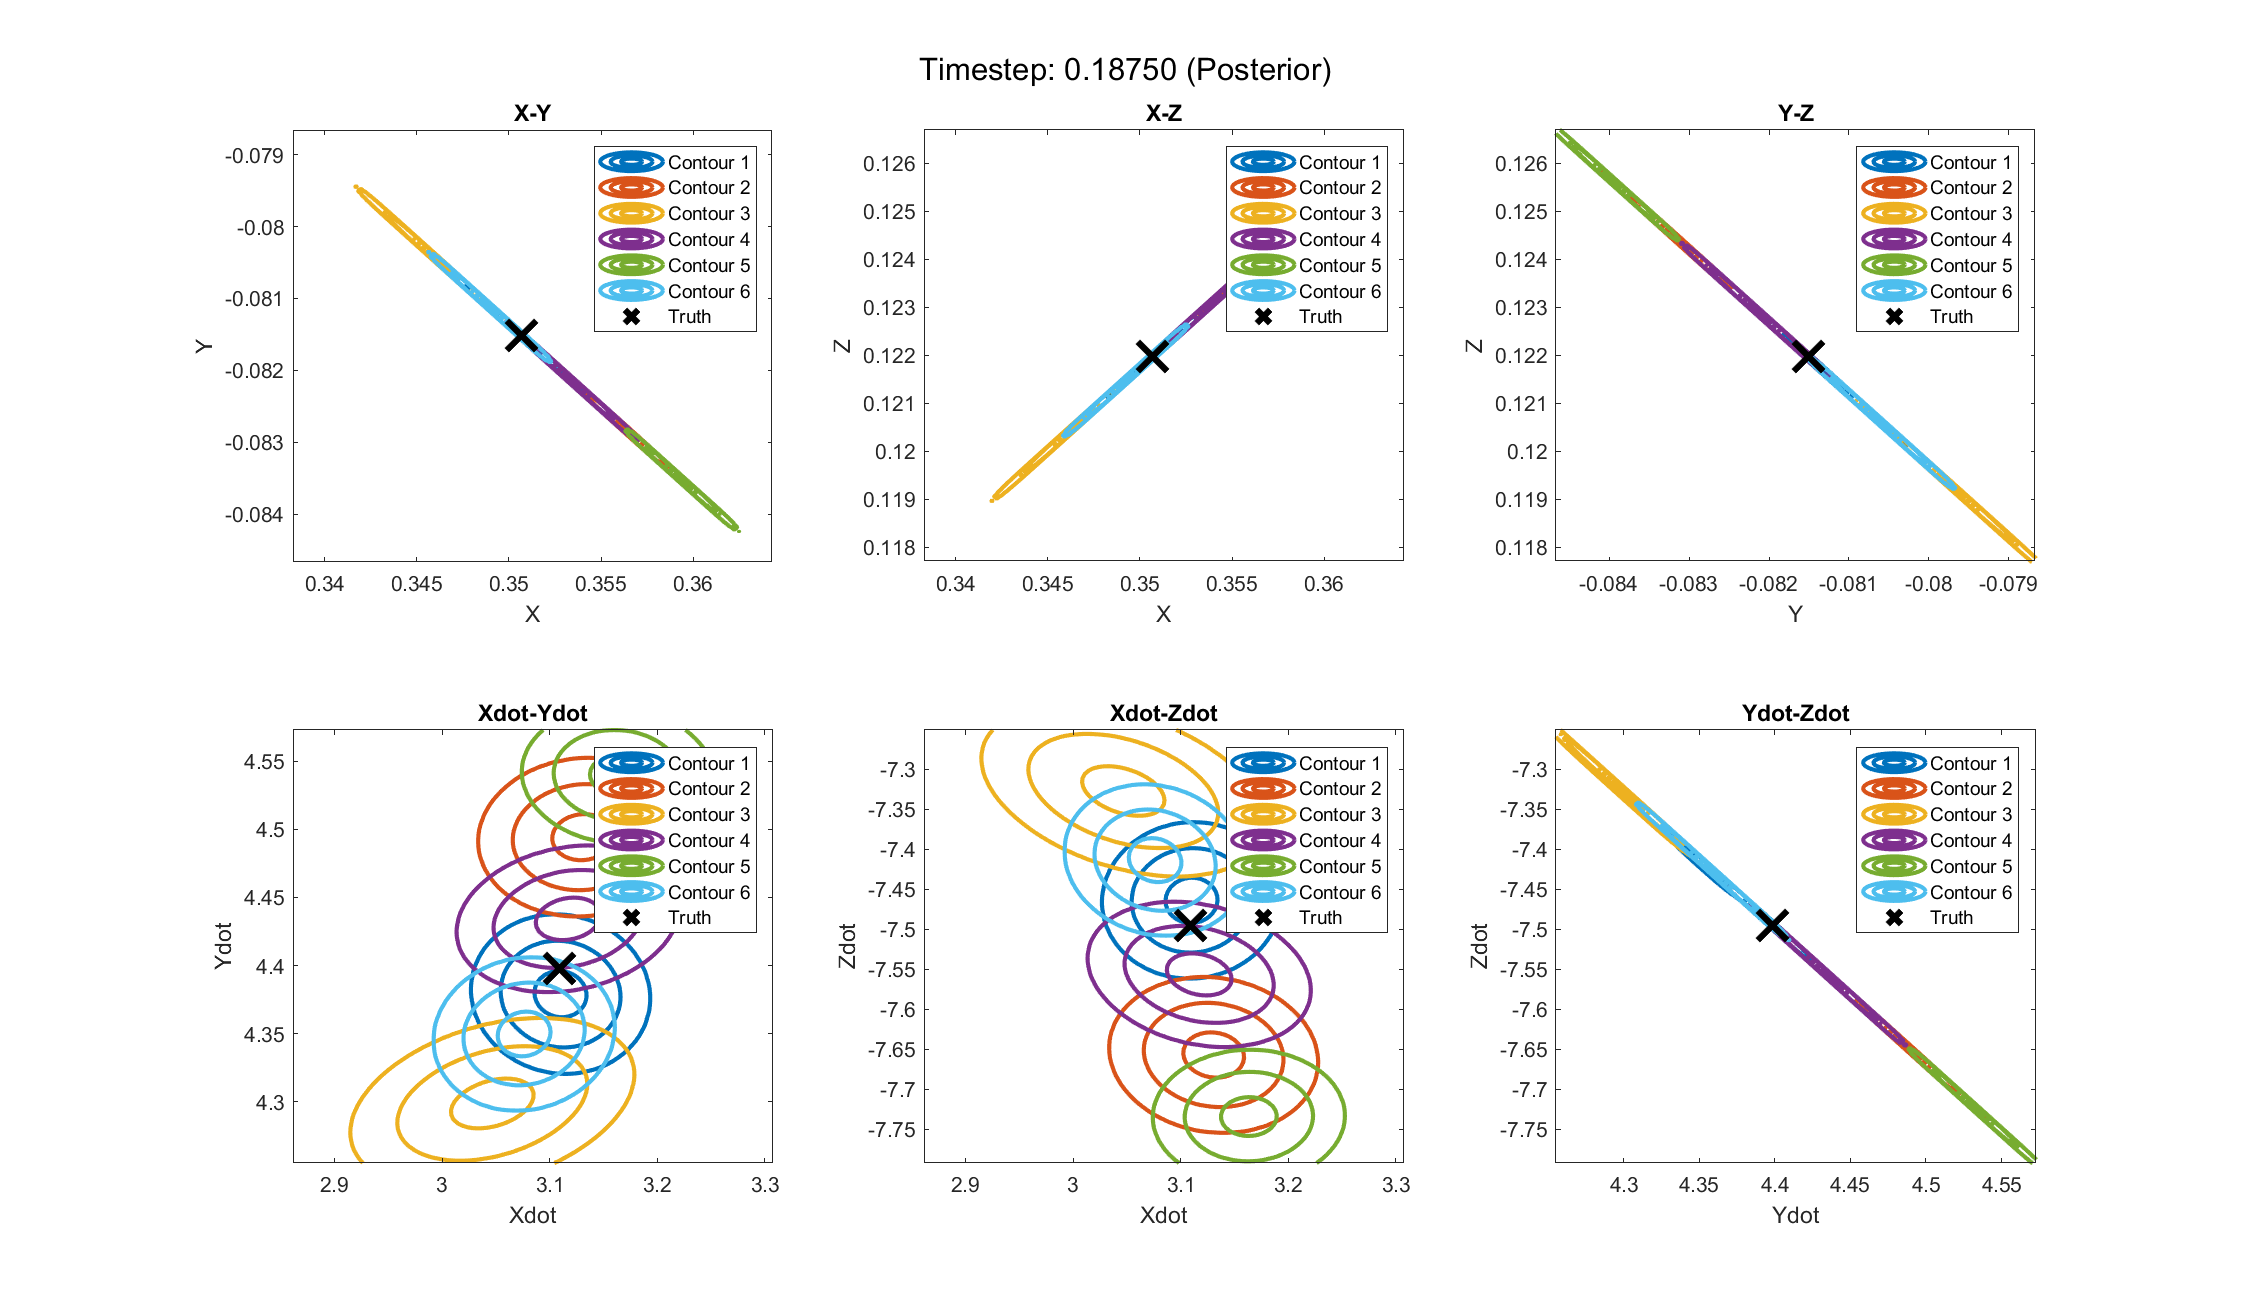 Timestep: 0.18750 (Posterior)
X-Y
-0.079
-0.08
-0.081
-0.082
-0.083
-0.084
Y
0.34 0.345 0.35 0.355 0.36
X
Contour 1
Contour 2
Contour 3
Contour 4
Contour 5
Contour 6
Truth
X-Z
0.126
0.125
0.124
0.123
0.122
0.121
0.12
0.119
0.118
Z
0.34 0.345 0.35 0.355 0.36
X
Contour 1
Contour 2
Contour 3
Contour 4
Contour 5
Contour 6
Truth
Y-Z
0.126
0.125
0.124
0.123
0.122
0.121
0.12
0.119
0.118
Z
-0.084 -0.083 -0.082 -0.081 -0.08 -0.079
Y
Contour 1
Contour 2
Contour 3
Contour 4
Contour 5
Contour 6
Truth
Xdot-Ydot
4.55
4.5
4.45
4.4
4.35
4.3
Ydot
2.9 3 3.1 3.2 3.3
Xdot
Contour 1
Contour 2
Contour 3
Contour 4
Contour 5
Contour 6
Truth
Xdot-Zdot
-7.3
-7.35
-7.4
-7.45
-7.5
-7.55
-7.6
-7.65
-7.7
-7.75
Zdot
2.9 3 3.1 3.2 3.3
Xdot
Contour 1
Contour 2
Contour 3
Contour 4
Contour 5
Contour 6
Truth
Ydot-Zdot
-7.3
-7.35
-7.4
-7.45
-7.5
-7.55
-7.6
-7.65
-7.7
-7.75
Zdot
4.3 4.35 4.4 4.45 4.5 4.55
Ydot
Contour 1
Contour 2
Contour 3
Contour 4
Contour 5
Contour 6
Truth